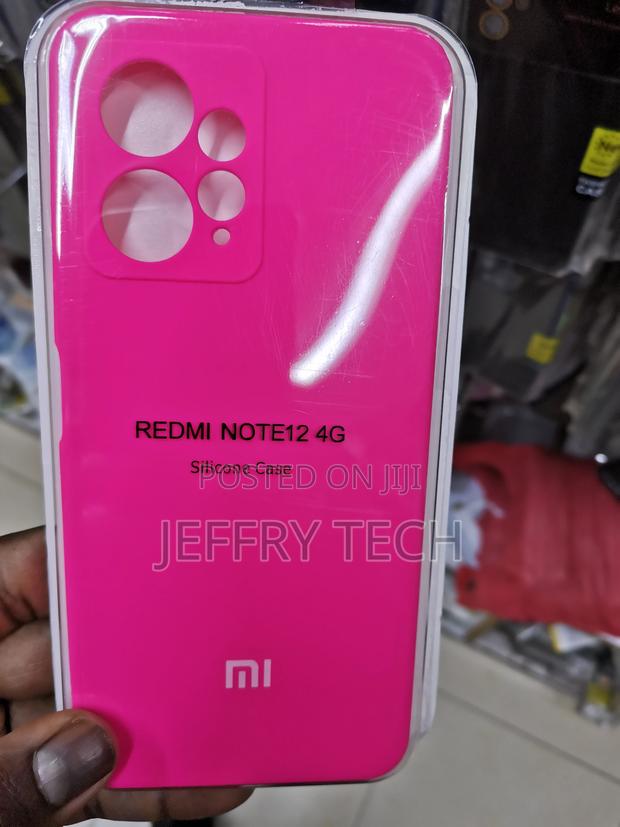 REDMI NOTE12 4G
Silicone Case
POSTED ON JIJI
JEFFRY TECH
mi